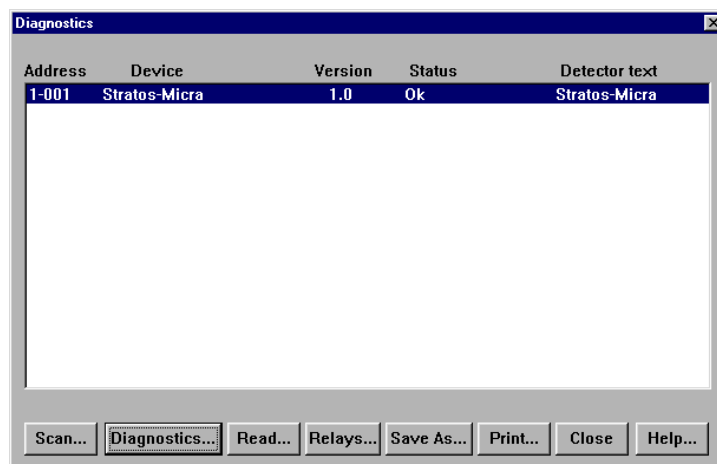 Diagnostics
Address Device Version Status Detector text
1-001 Stratos-Micra 1.0 Ok Stratos-Micra
Scan... Diagnostics... Read... Relays... Save As... Print... Close Help...